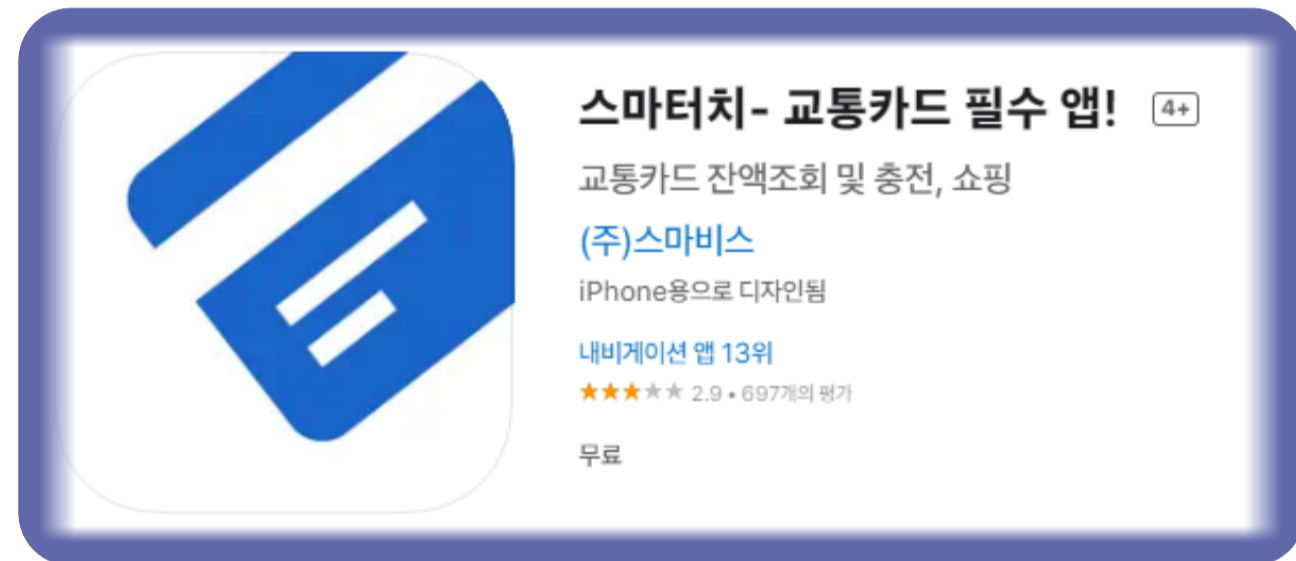 스마터치- 교통카드 필수 앱! 4+
교통카드 잔액조회 및 충전, 쇼핑
(주)스마비스
iPhone용으로 디자인됨
내비게이션 앱 13위
★★★★★ 2.9 • 697개의 평가
무료